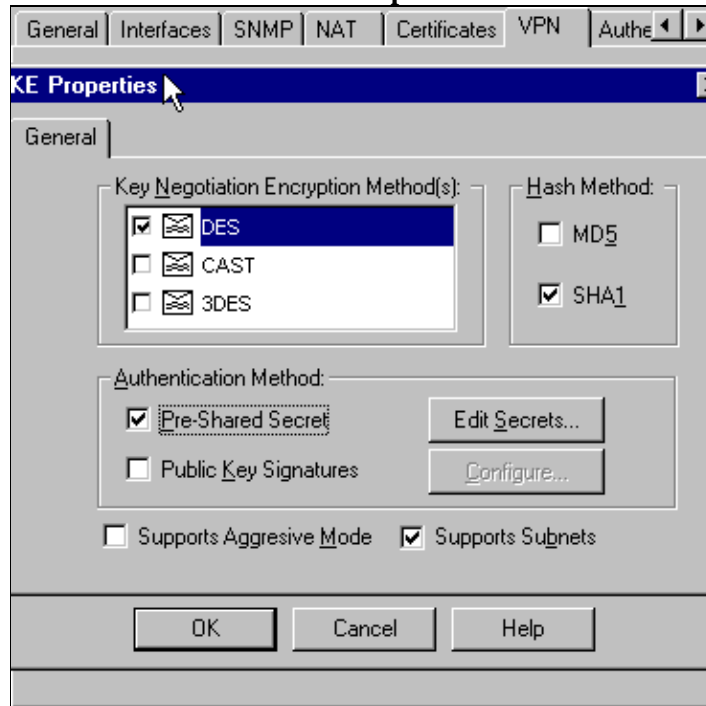 General Interfaces SNMP NAT Certificates VPN Authe
KE Properties
General
Key Negotiation Encryption Method(s): Hash Method:
DES MD5
CAST
3DES SHA1
Authentication Method:
Pre-Shared Secret Edit Secrets...
Public Key Signatures Configure...
Supports Aggresive Mode Supports Subnets
OK Cancel Help